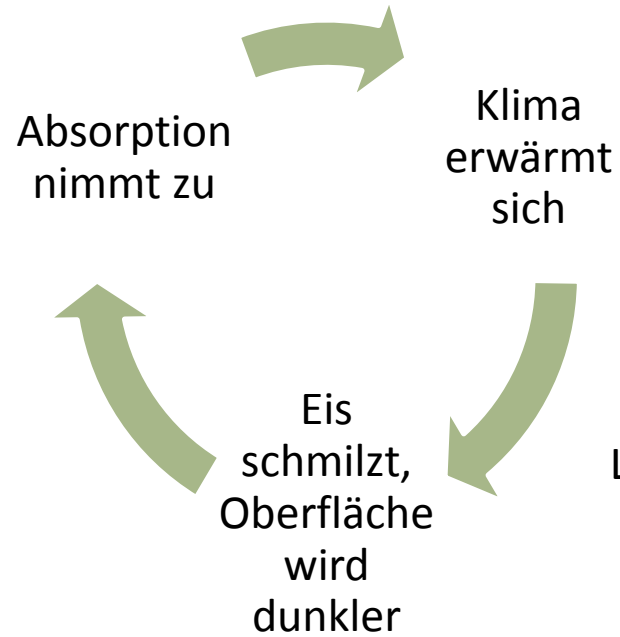 Absorption
nimmt zu
Klima
erwärmt
sich
Eis
schmilzt,
Oberfläche
wird
dunkler
L